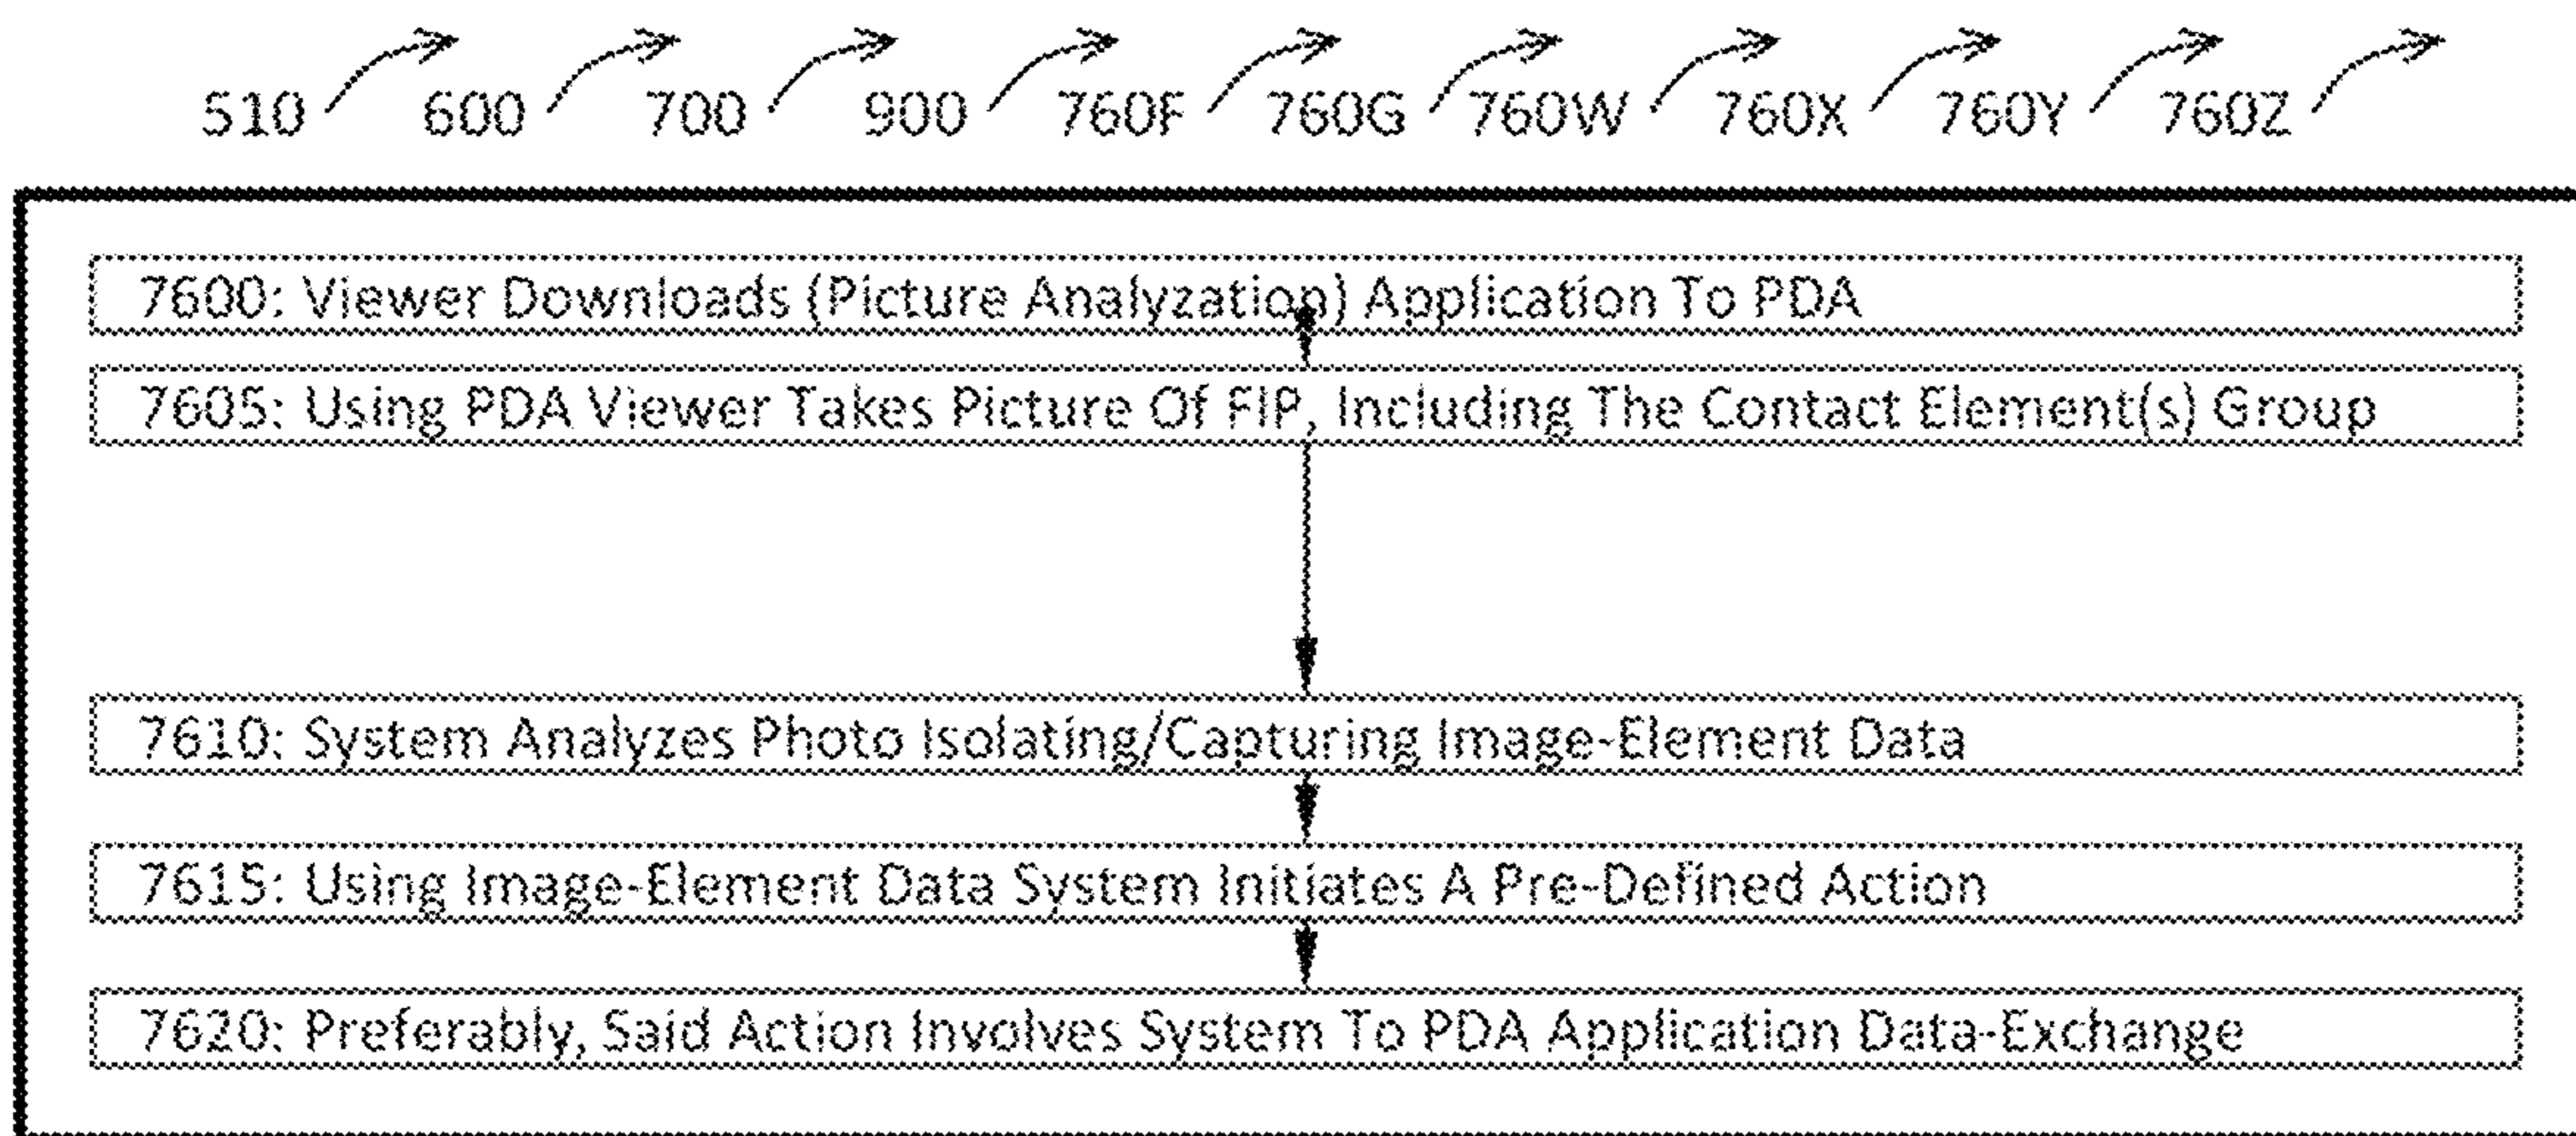 510 600 700 900 760F 760G 760W 760X 760Y 760Z
7600: Viewer Downloads (Picture Analyzation) Application To PDA
7605: Using PDA Viewer Takes Picture Of FIP, Including The Contact Element(s) Group
7610: System Analyzes Photo Isolating/Capturing Image-Element Data
7615: Using Image-Element Data System Initiates A Pre-Defined Action
7620: Preferably, Said Action Involves System To PDA Application Data-Exchange